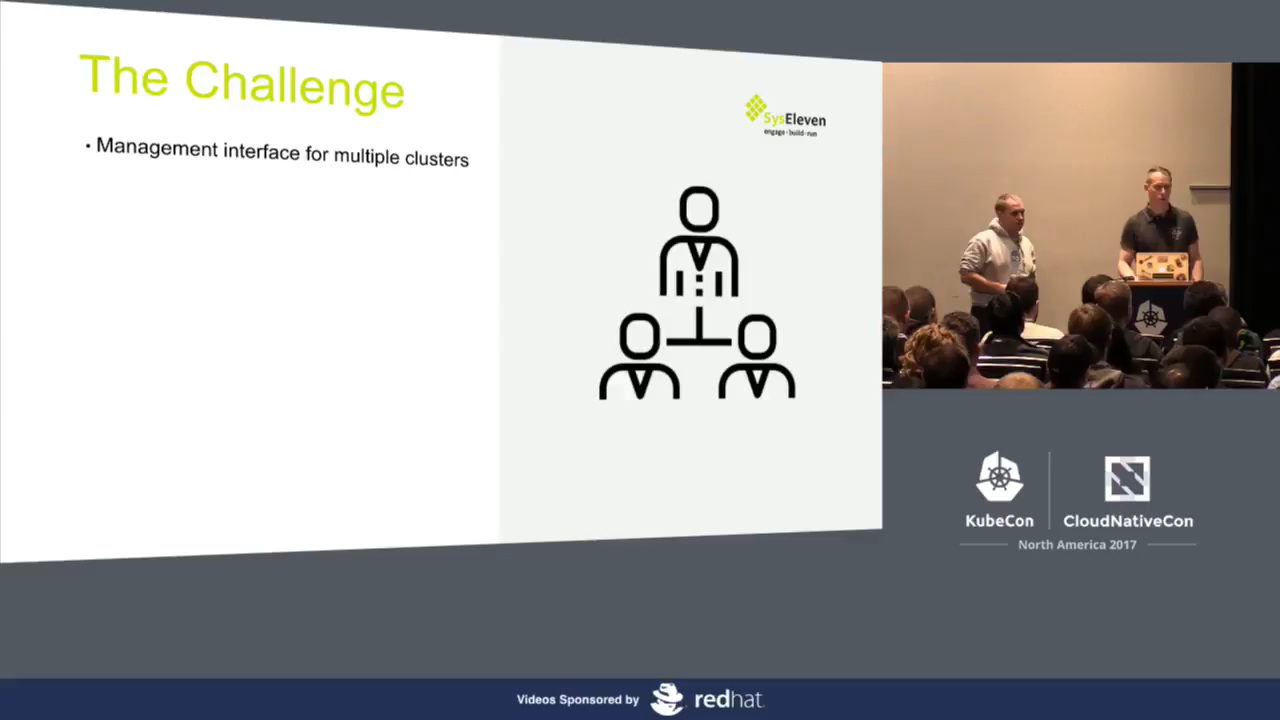 The Challenge
· Management interface for multiple clusters
SysEleven
engage · build · run
KubeCon
CloudNativeCon
North America 2017
Videos Sponsored by
redhat.